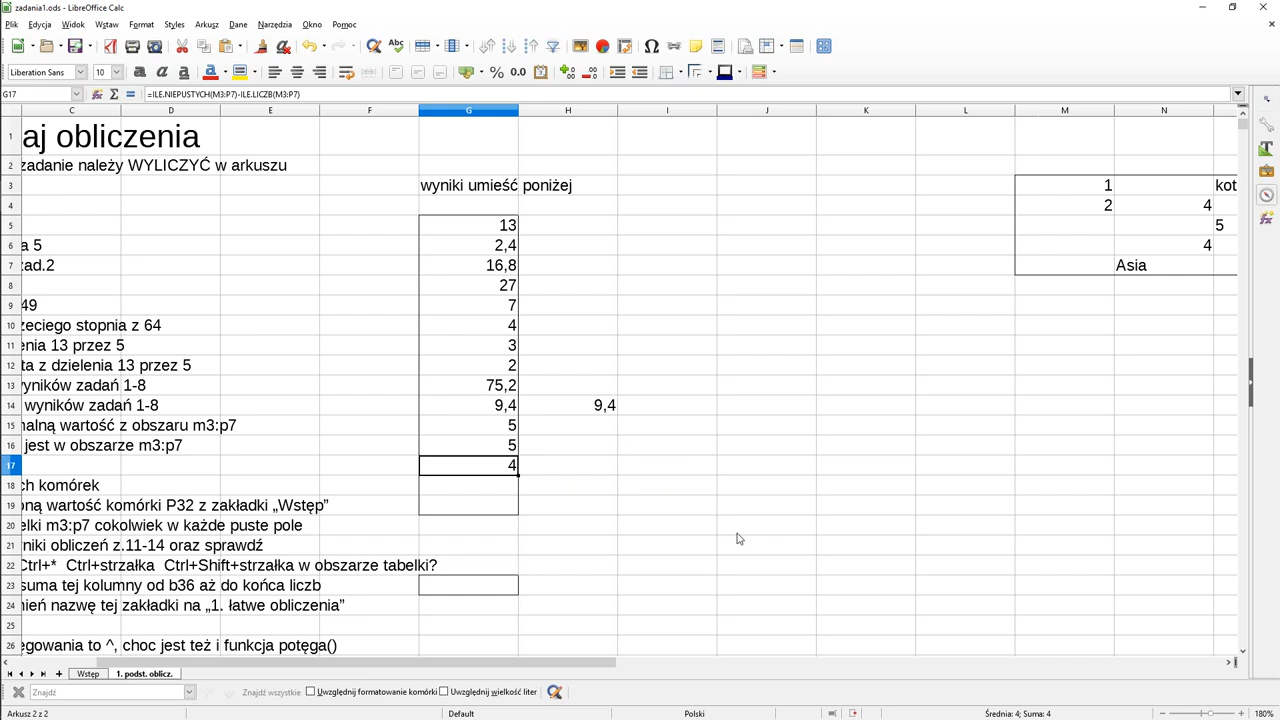 zadania1.ods - LibreOffice Calc
Plik Edycja Widok Wstaw Format Styles Arkusz Dane Narzędzia Okno Pomoc
Liberation Sans 10 a a a % 0.0
G17 =ILE.NIEPUSTYCH(M3:P7)-ILE.LICZB(M3:P7)
C D E F G H I J K L M N
1 aj obliczenia
2 zadanie należy WYLICZYĆ w arkuszu
3 wyniki umieść poniżej 1 kot
4 2 4
5 13 5
6 a 5 2,4 4
7 zad.2 16,8 Asia
8 27
9 49 7
10 zeciego stopnia z 64 4
11 enia 13 przez 5 3
12 ta z dzielenia 13 przez 5 2
13 wyników zadań 1-8 75,2
14 wyników zadań 1-8 9,4 9,4
15 nalną wartość z obszaru m3:p7 5
16 jest w obszarze m3:p7 5
17 4
18 ch komórek
19 oną wartość komórki P32 z zakładki „Wstęp”
20 elki m3:p7 cokolwiek w każde puste pole
21 niki obliczeń z.11-14 oraz sprawdź
22 Ctrl+* Ctrl+strzałka Ctrl+Shift+strzałka w obszarze tabelki?
23 suma tej kolumny od b36 aż do końca liczb
24 nień nazwę tej zakładki na „1. łatwe obliczenia”
25
26 ęgowania to ^, choc jest też i funkcja potęga()
Wstęp 1. podst. oblicz.
Znajdź Znajdź wszystkie Uwzględnij formatowanie komórki Uwzględnij wielkość liter
Arkusz 2 z 2 Default Polski Średnia: 4; Suma: 4 180%